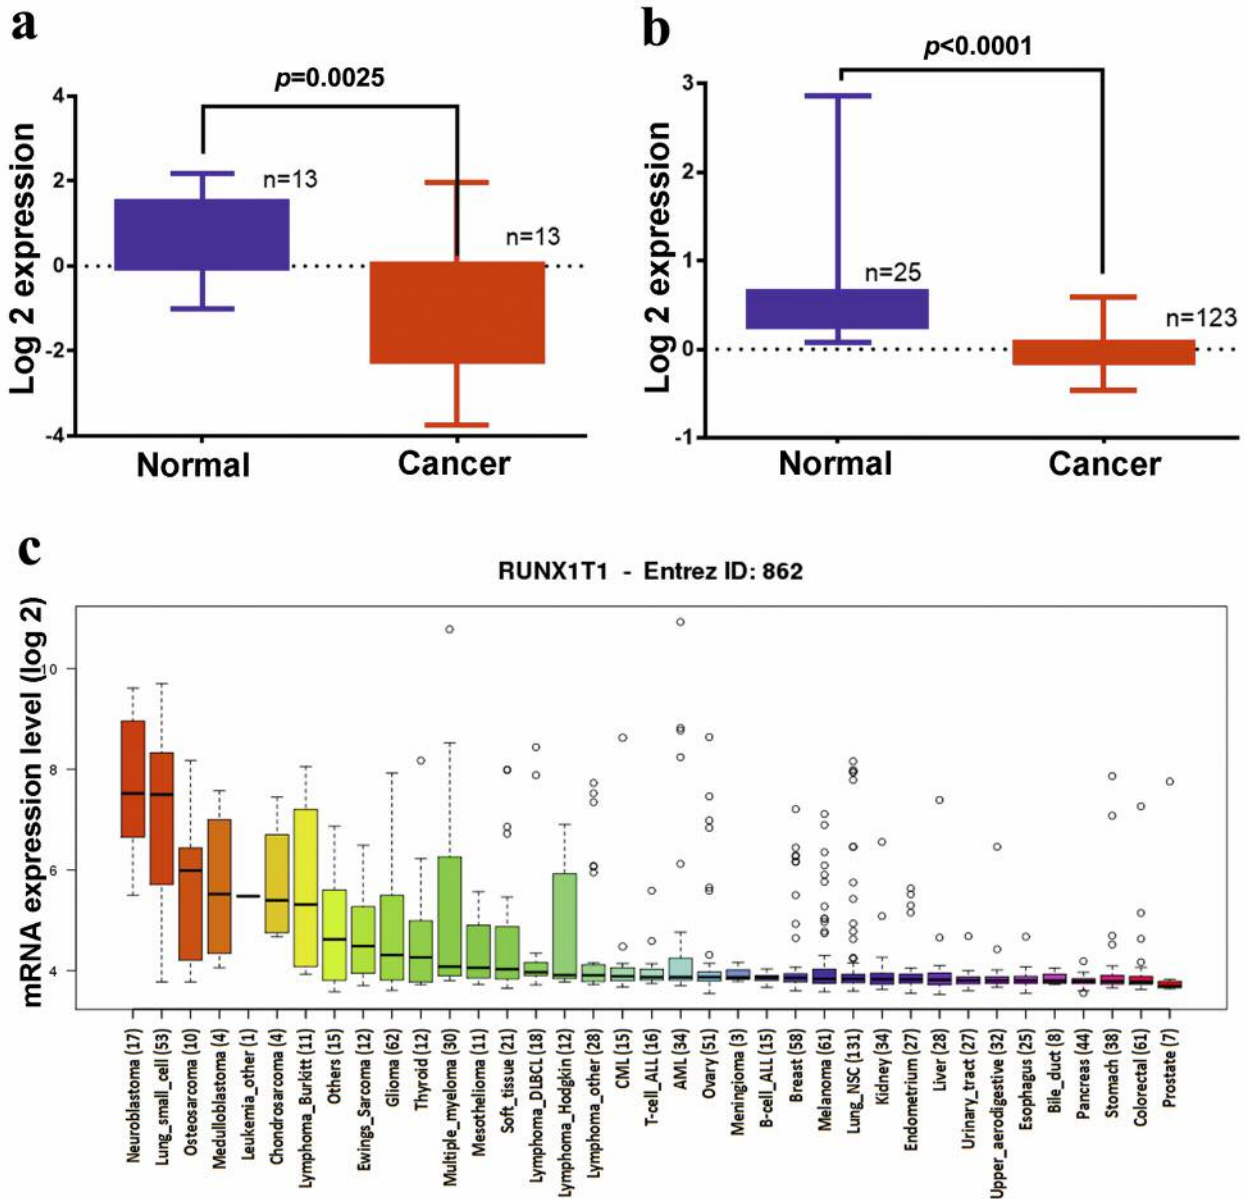 a
p=0.0025
Log 2 expression
4
2
0
-2
-4
n=13
n=13
Normal
Cancer
b
p<0.0001
Log 2 expression
3
2
1
0
-1
n=25
n=123
Normal
Cancer
c
RUNX1T1 - Entrez ID: 862
mRNA expression level (log 2)
10
8
6
4
Neuroblastoma (17)
Lung_small_cell (53)
Osteosarcoma (10)
Medulloblastoma (4)
Leukemia_other (1)
Chondrosarcoma (4)
Lymphoma_Burkitt (11)
Others (15)
Ewings_Sarcoma (12)
Glioma (62)
Thyroid (12)
Multiple_myeloma (30)
Mesothelioma (11)
Soft_tissue (21)
Lymphoma_DLBCL (18)
Lymphoma_Hodgkin (12)
Lymphoma_other (28)
CML (15)
T-cell_ALL (16)
AML (34)
Ovary (51)
Meningioma (3)
B-cell_ALL (15)
Breast (58)
Melanoma (61)
Lung_NSC (131)
Kidney (34)
Endometrium (27)
Liver (28)
Urinary_tract (27)
Upper_aerodigestive (32)
Esophagus (25)
Bile_duct (8)
Pancreas (44)
Stomach (38)
Colorectal (61)
Prostate (7)